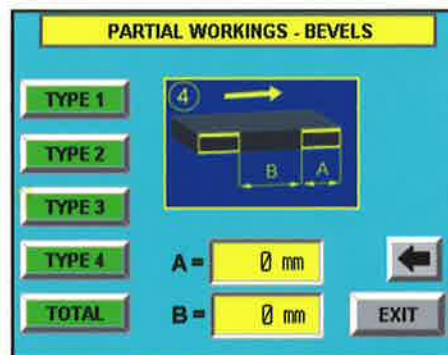 PARTIAL WORKINGS - BEVELS
TYPE 1
TYPE 2
TYPE 3
TYPE 4
TOTAL
4
B
A
A = 0 mm
B = 0 mm
EXIT